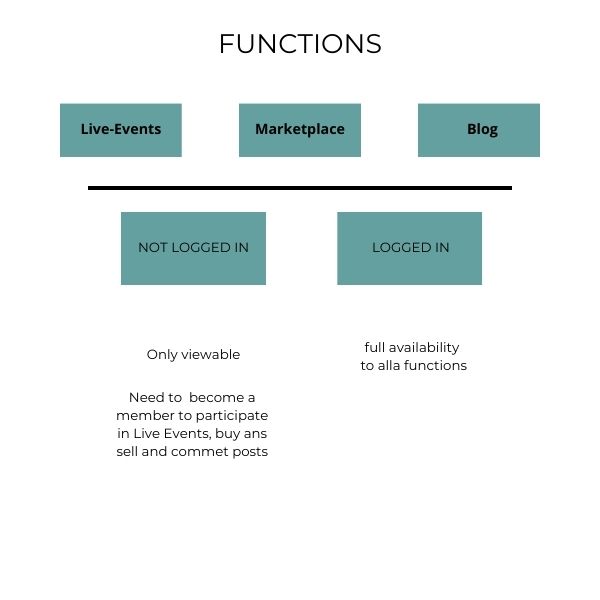 FUNCTIONS
Live-Events
Marketplace
Blog
NOT LOGGED IN
LOGGED IN
Only viewable
Need to  become a
member to participate
in Live Events, buy ans
sell and commet posts
full availability
to alla functions